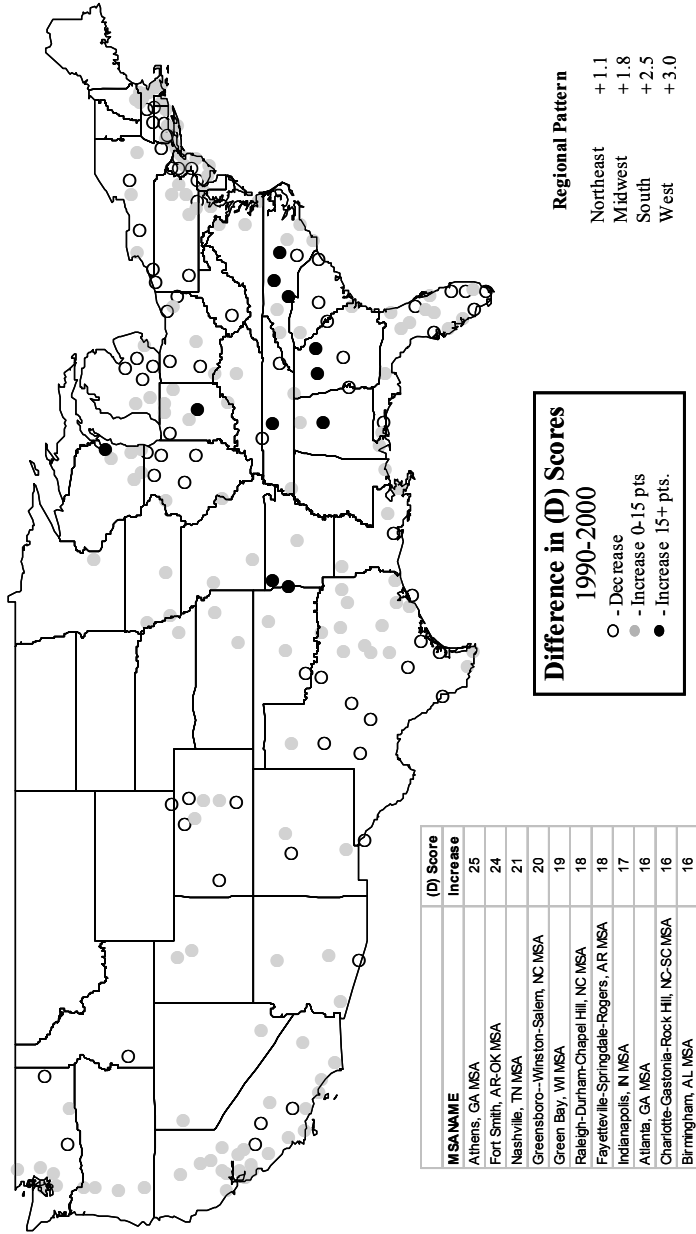 Difference in (D) Scores
1990-2000
- Decrease
- Increase 0-15 pts
- Increase 15+ pts.
Regional Pattern
Northeast +1.1
Midwest +1.8
South +2.5
West +3.0
(D) Score
MSANAME Increase
Athens, GA MSA 25
Fort Smith, AR-OK MSA 24
Nashville, TN MSA 21
Greensboro--Winston-Salem, NC MSA 20
Green Bay, WI MSA 19
Raleigh-Durham-Chapel Hill, NC MSA 18
Fayetteville-Springdale-Rogers, AR MSA 18
Indianapolis, IN MSA 17
Atlanta, GA MSA 16
Charlotte-Gastonia-Rock Hill, NC-SC MSA 16
Birmingham, AL MSA 16